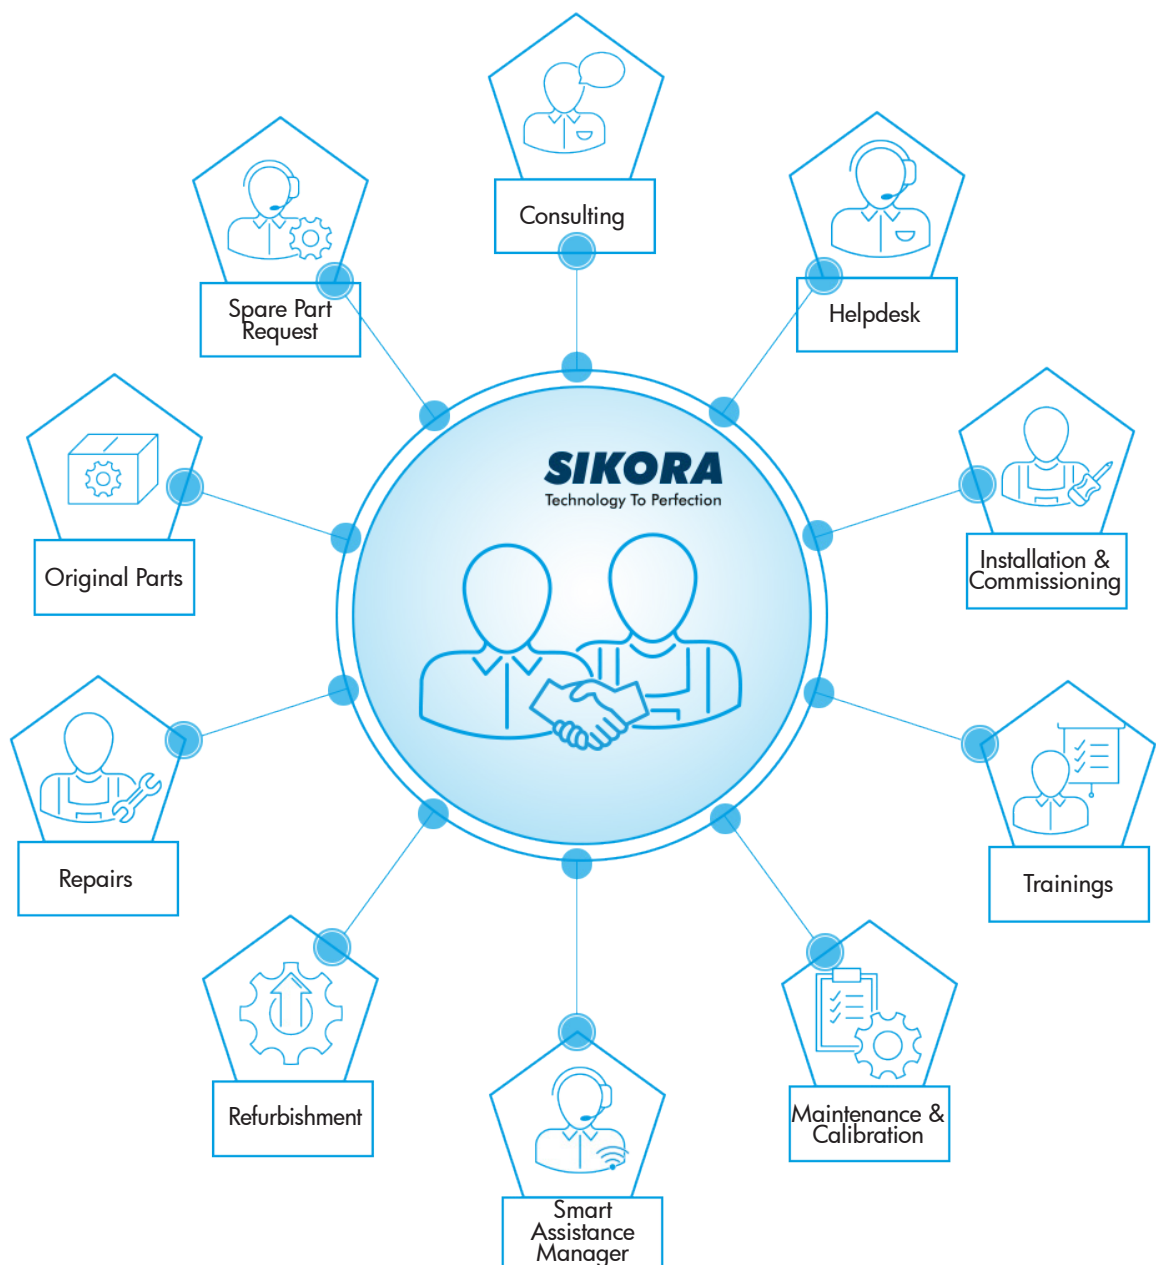 Consulting
Spare Part
Request
Helpdesk
SIKORA
Technology To Perfection
Original Parts
Installation &
Commissioning
Repairs
Trainings
Refurbishment
Maintenance &
Calibration
Smart
Assistance
Manager